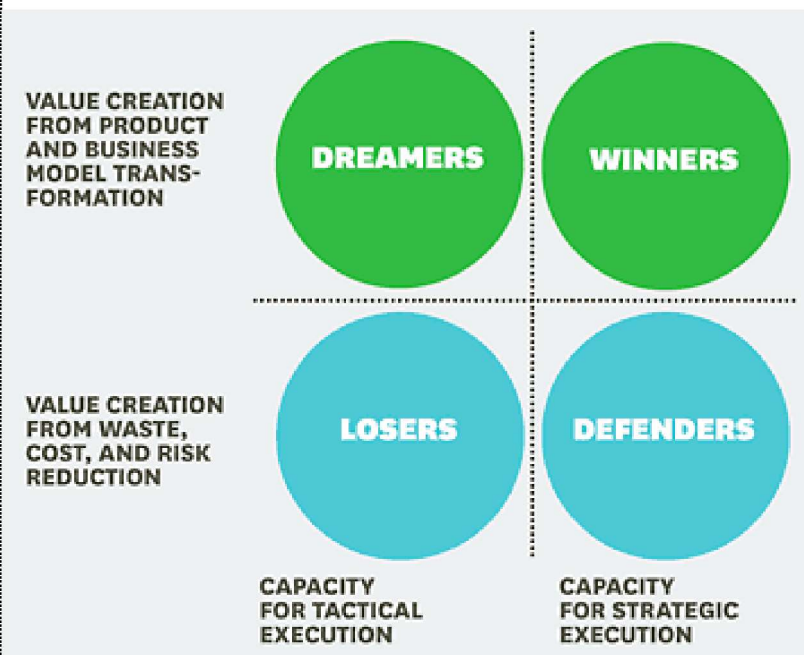 VALUE CREATION
FROM PRODUCT
AND BUSINESS
MODEL TRANS-
FORMATION
DREAMERS
WINNERS
VALUE CREATION
FROM WASTE,
COST, AND RISK
REDUCTION
LOSERS
DEFENDERS
CAPACITY
FOR TACTICAL
EXECUTION
CAPACITY
FOR STRATEGIC
EXECUTION